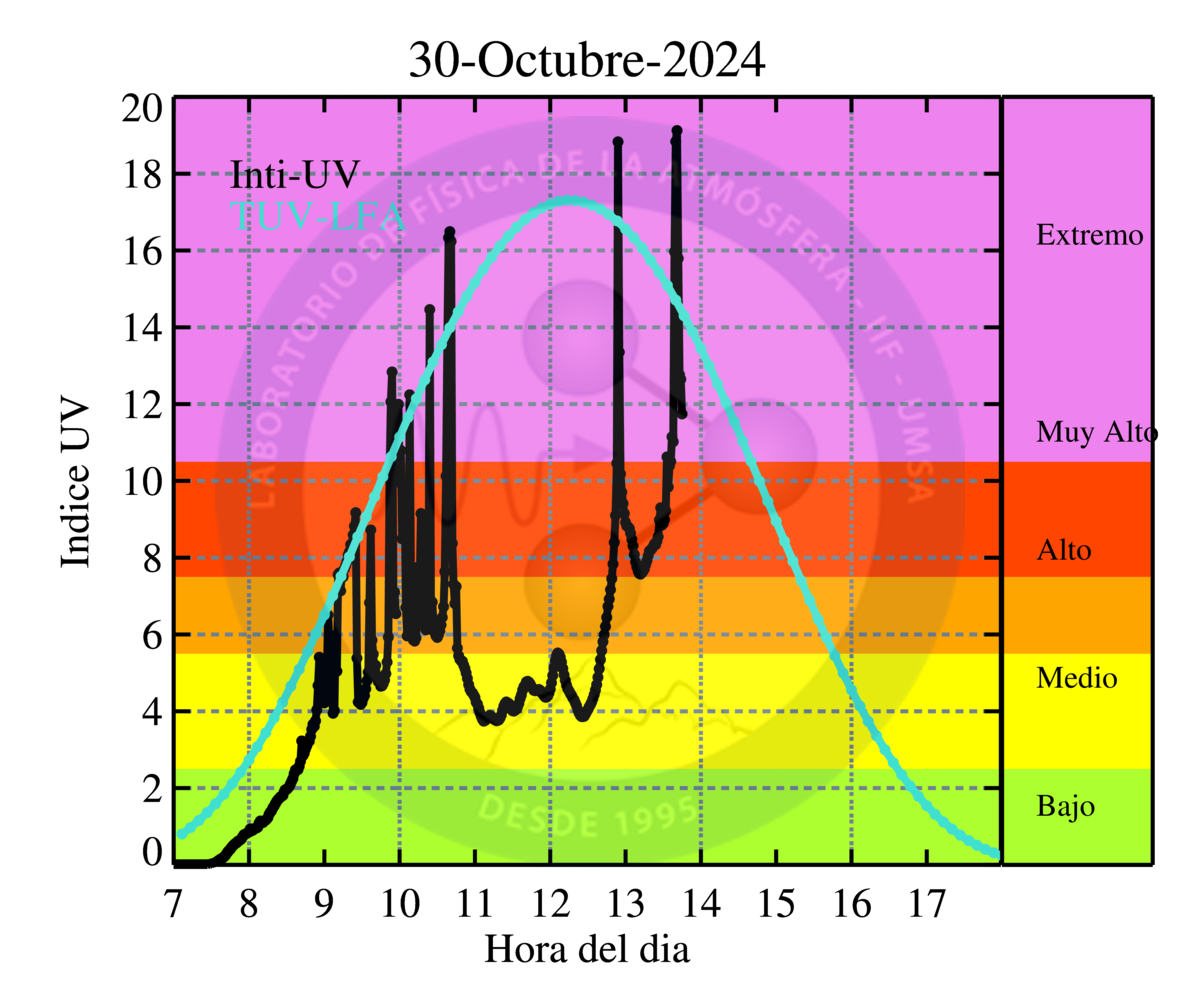 30-Octubre-2024
Inti-UV
TUV-LFA
LABORATORIO DE FÍSICA DE LA ATMÓSFERA - IIF - UMSA
DESDE 1995
Indice UV
20
18
16
14
12
10
8
6
4
2
0
Extremo
Muy Alto
Alto
Medio
Bajo
7 8 9 10 11 12 13 14 15 16 17
Hora del dia